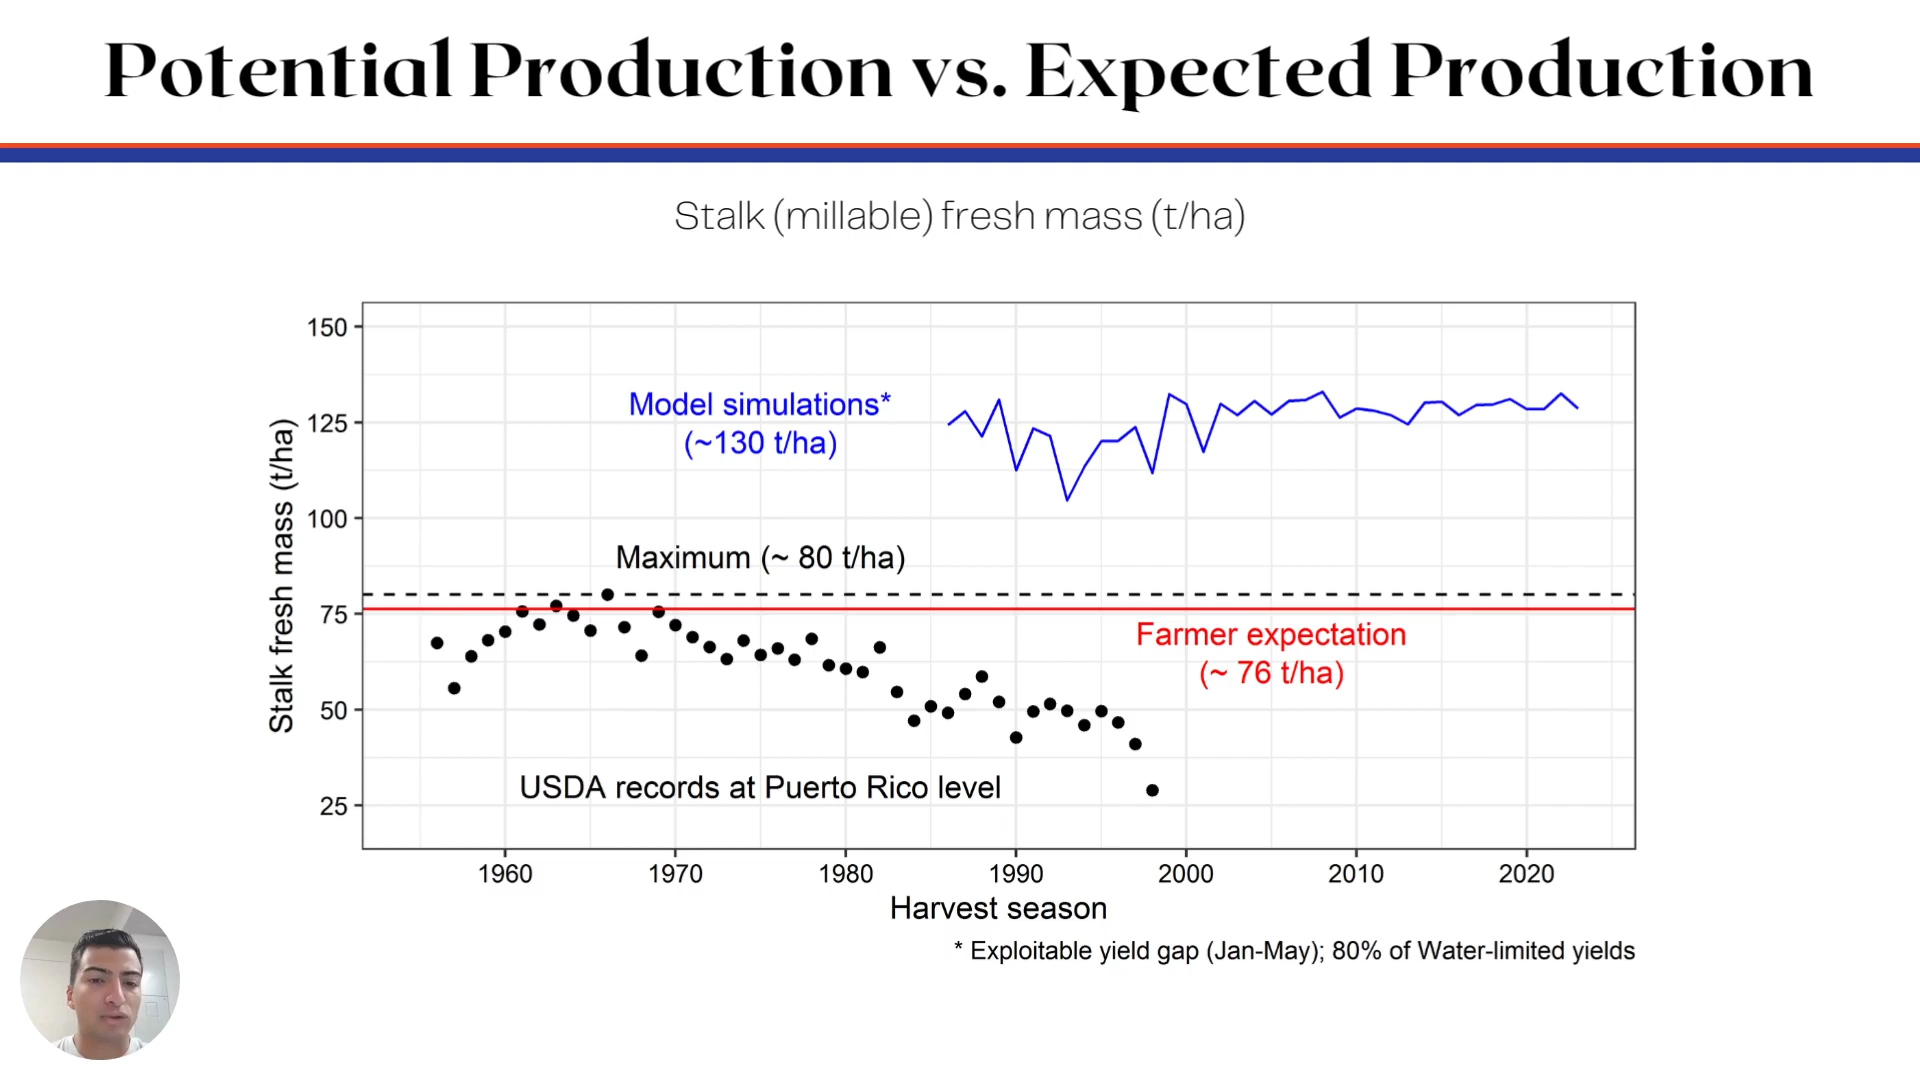 Potential Production vs. Expected Production
Stalk (millable) fresh mass (t/ha)
150
125
100
75
50
25
Stalk fresh mass (t/ha)
Model simulations*
(~130 t/ha)
Maximum (~ 80 t/ha)
Farmer expectation
(~ 76 t/ha)
USDA records at Puerto Rico level
1960 1970 1980 1990 2000 2010 2020
Harvest season
* Exploitable yield gap (Jan-May); 80% of Water-limited yields